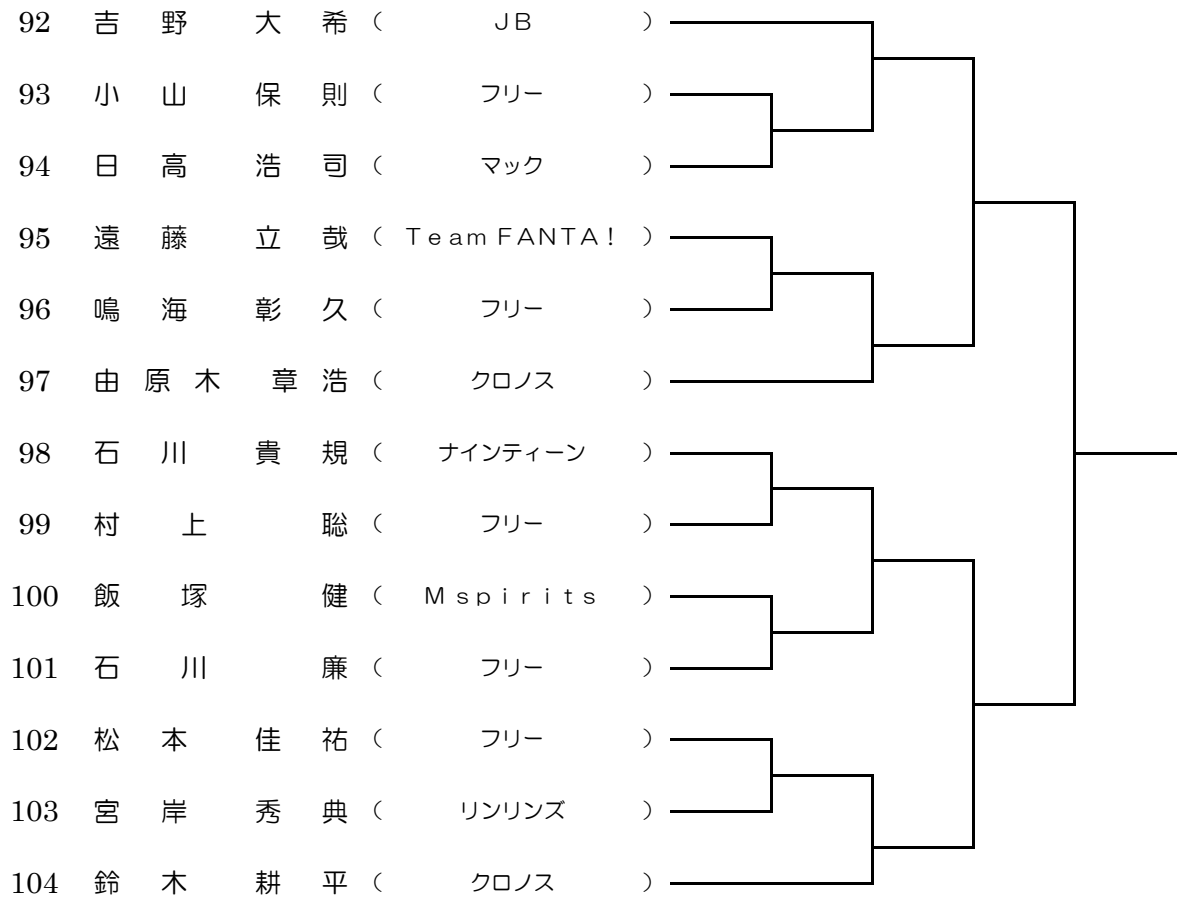 92 吉野 大希 ( JB )
93 小山 保則 ( フリー )
94 日高 浩司 ( マック )
95 遠藤 立哉 ( Team FANTA! )
96 鳴海 彰久 ( フリー )
97 由原木 章浩 ( クロノス )
98 石川 貴規 ( ナインティーン )
99 村上 聡 ( フリー )
100 飯塚 健 ( Mspirits )
101 石川 廉 ( フリー )
102 松本 佳祐 ( フリー )
103 宮岸 秀典 ( リンリンズ )
104 鈴木 耕平 ( クロノス )